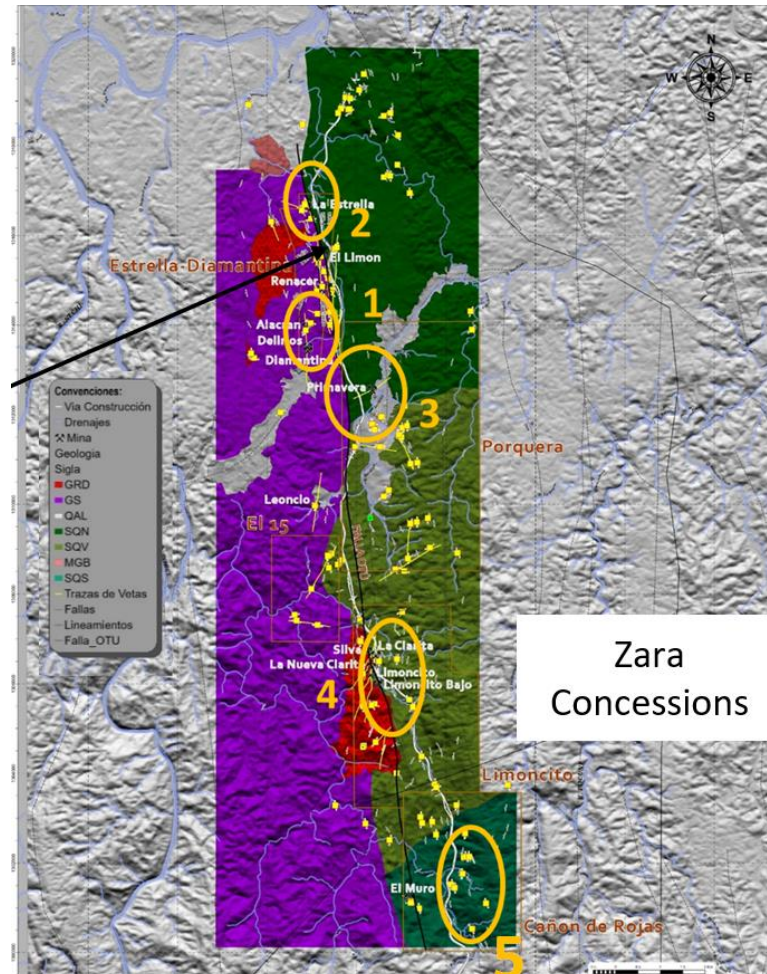 N
W E
S
La Estrella
2
Estrella-Diamantina
El Limon
Renacer
1
Alacran
Delirios
Diamantina
Primavera
3
Convenciones:
Via Construcción
Drenajes
Mina
Geologia
Sigla
GRD
GS
QAL
SQN
SQV
MGB
SQS
Trazas de Vetas
Fallas
Lineamientos
Falla_OTU
Porquera
Leoncio
El 15
Silva
La Clarita
La Nueva Clarit
Limoncito
Limoncito Bajo
4
Zara
Concessions
Limoncito
El Muro
Cañon de Rojas
5